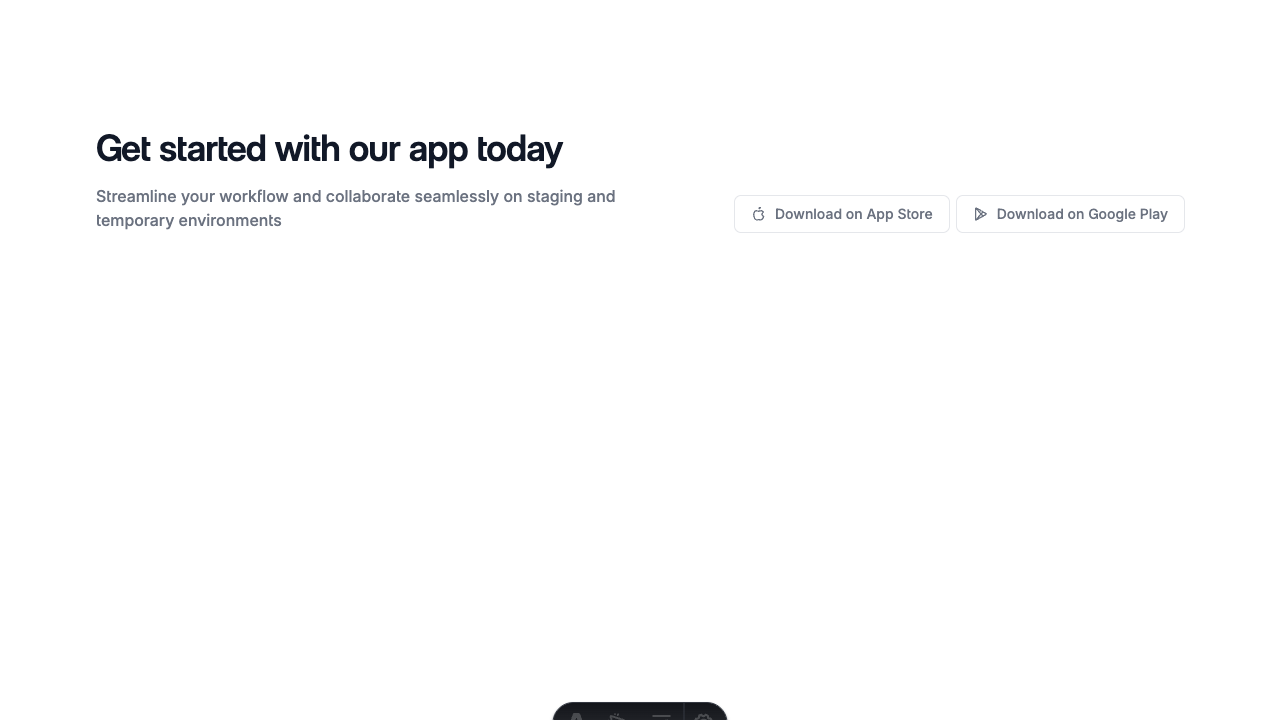 Get started with our app today
Streamline your workflow and collaborate seamlessly on staging and
temporary environments
Download on App Store
Download on Google Play